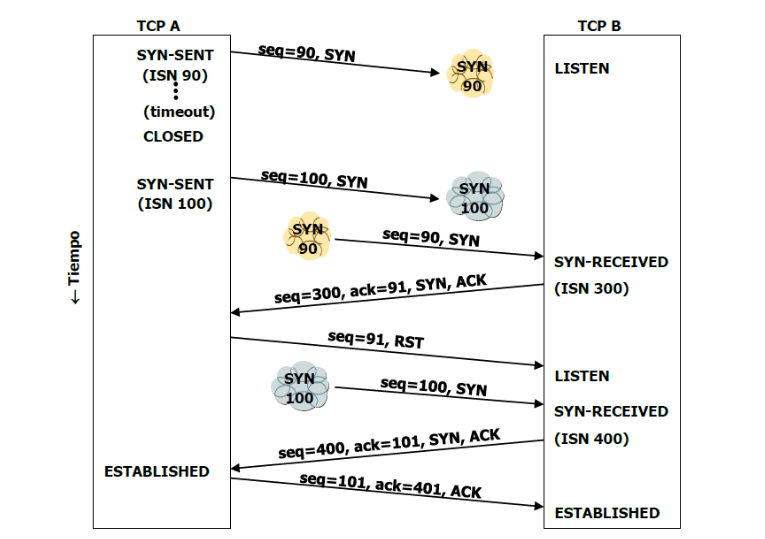 TCP A
TCP B
SYN-SENT
(ISN 90)
(timeout)
CLOSED
seq=90, SYN
SYN
90
LISTEN
SYN-SENT
(ISN 100)
seq=100, SYN
SYN
100
SYN
90
seq=90, SYN
SYN-RECEIVED
(ISN 300)
← Tiempo
seq=300, ack=91, SYN, ACK
seq=91, RST
LISTEN
SYN
100
seq=100, SYN
SYN-RECEIVED
(ISN 400)
seq=400, ack=101, SYN, ACK
ESTABLISHED
seq=101, ack=401, ACK
ESTABLISHED